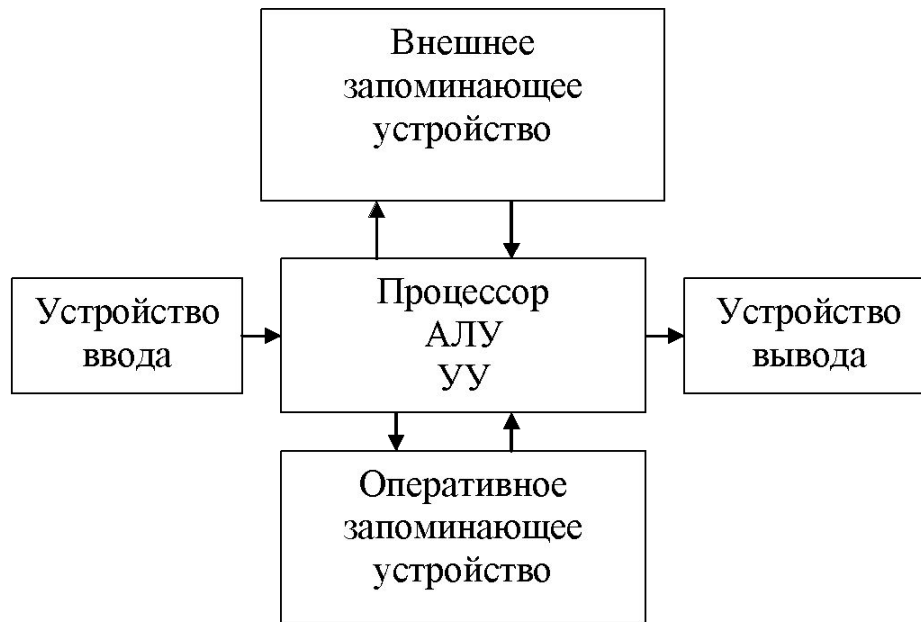 Внешнее
запоминающее
устройство
Устройство
ввода
Процессор
АЛУ
УУ
Устройство
вывода
Оперативное
запоминающее
устройство